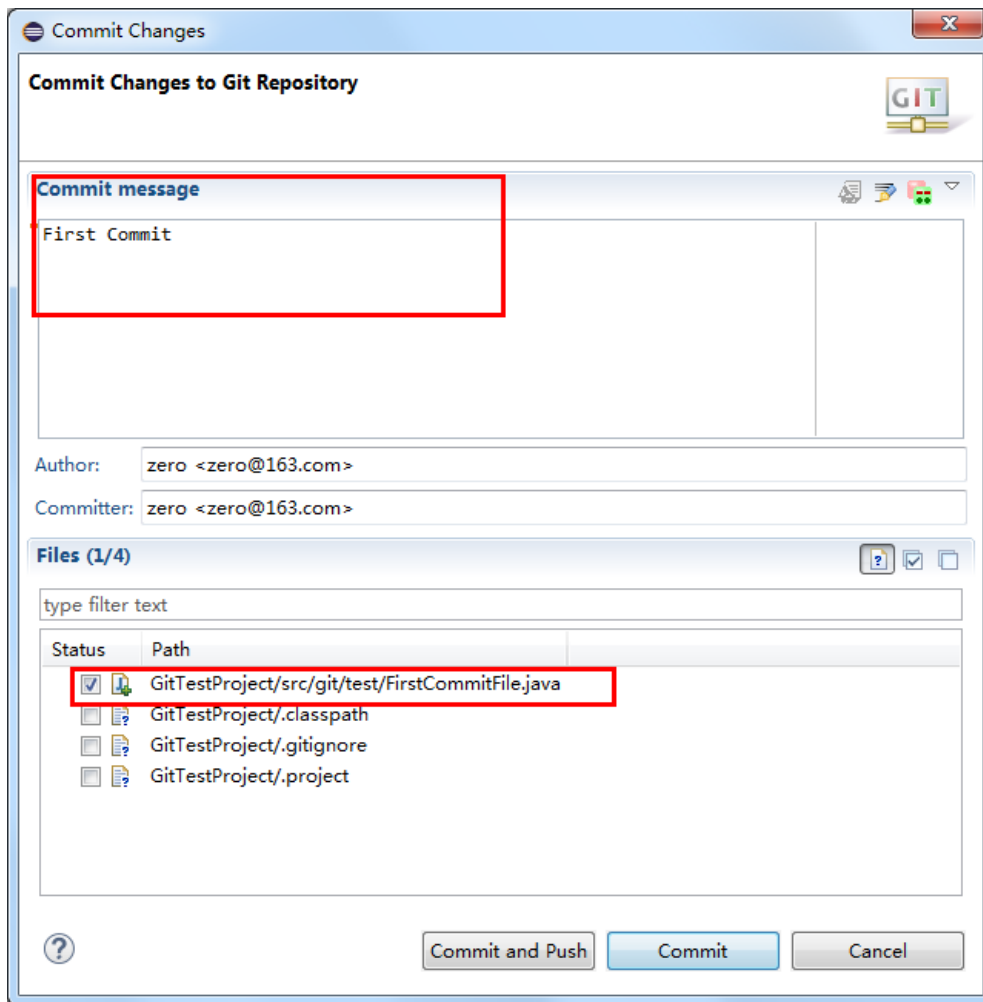 Commit Changes
Commit Changes to Git Repository
GIT
Commit message
First Commit
Author: zero <zero@163.com>
Committer: zero <zero@163.com>
Files (1/4)
type filter text
Status Path
GitTestProject/src/git/test/FirstCommitFile.java
GitTestProject/.classpath
GitTestProject/.gitignore
GitTestProject/.project
Commit and Push Commit Cancel